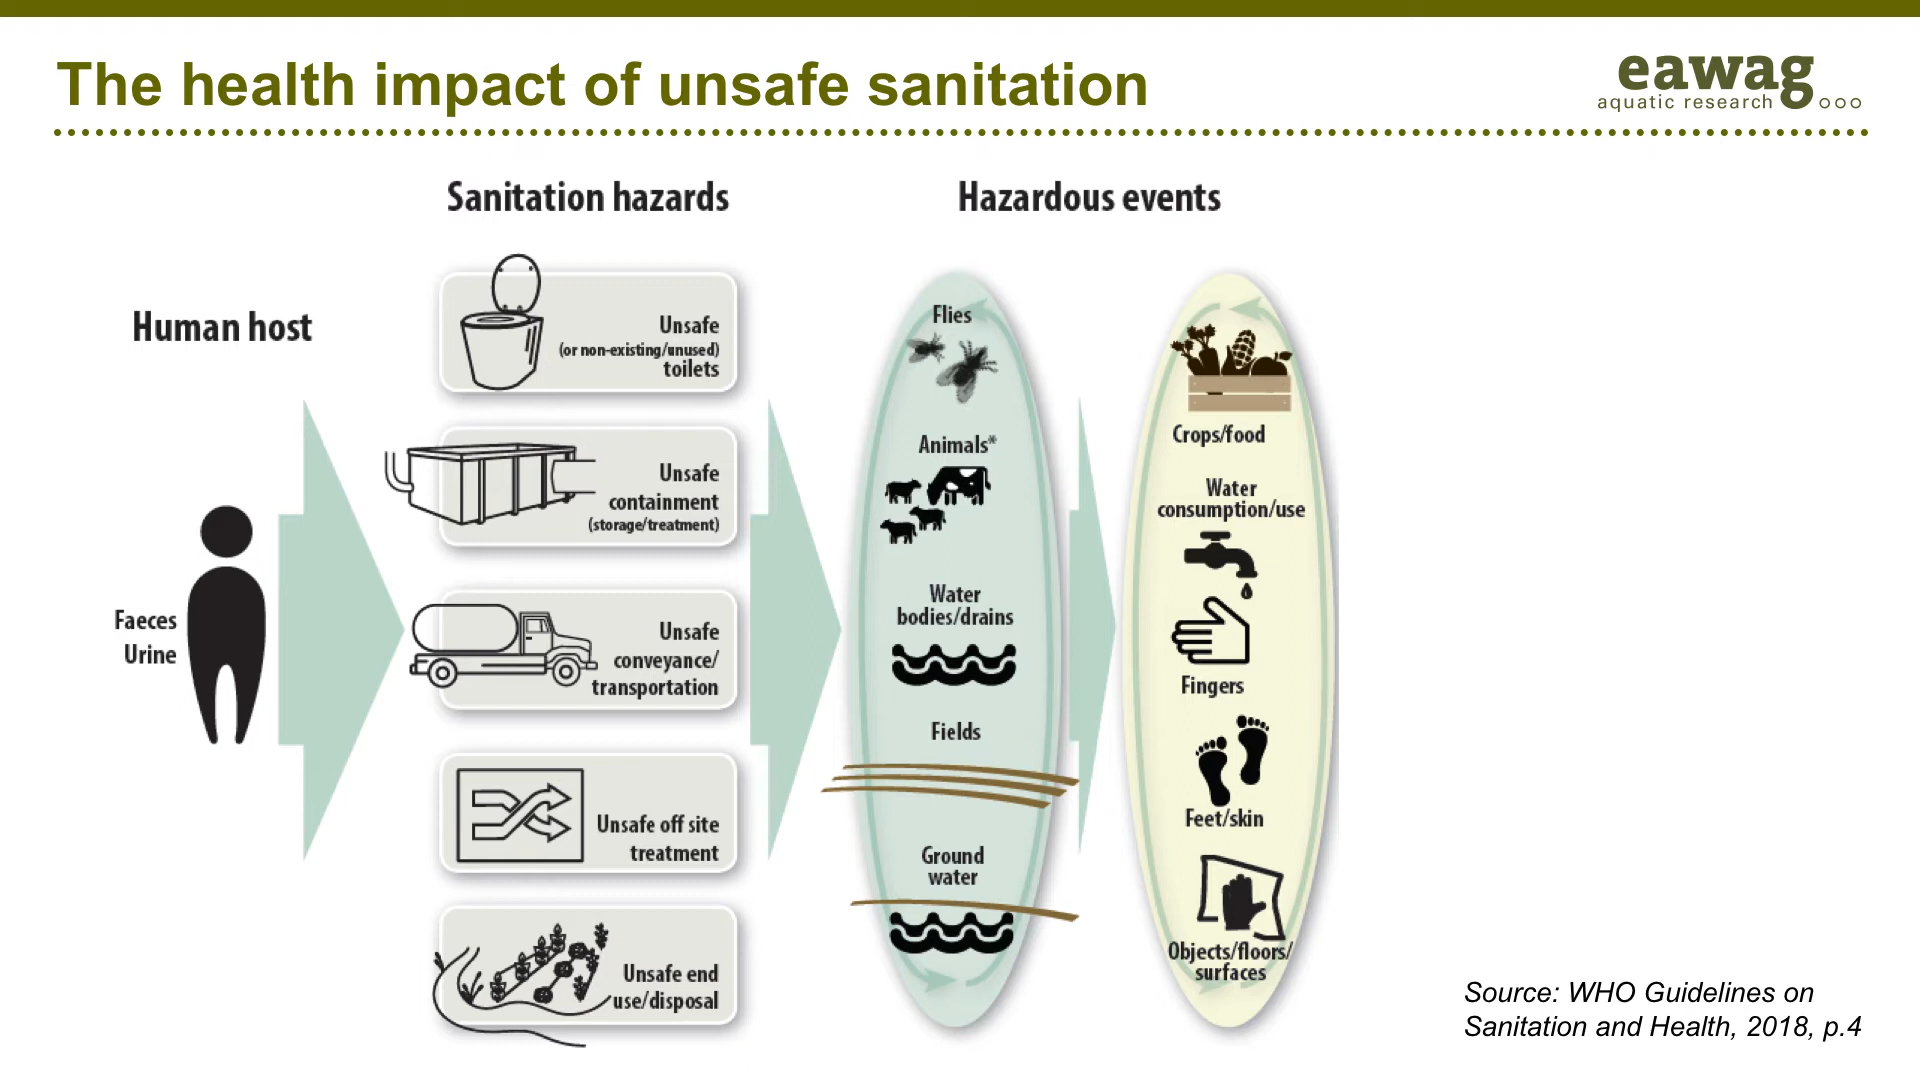 The health impact of unsafe sanitation
eawag
aquatic research
Sanitation hazards
Hazardous events
Human host
Faeces
Urine
Unsafe
(or non-existing/unused)
toilets
Unsafe
containment
(storage/treatment)
Unsafe
conveyance/
transportation
Unsafe off site
treatment
Unsafe end
use/disposal
Flies
Animals*
Water
bodies/drains
Fields
Ground
water
Crops/food
Water
consumption/use
Fingers
Feet/skin
Objects/floors/
surfaces
Source: WHO Guidelines on
Sanitation and Health, 2018, p.4